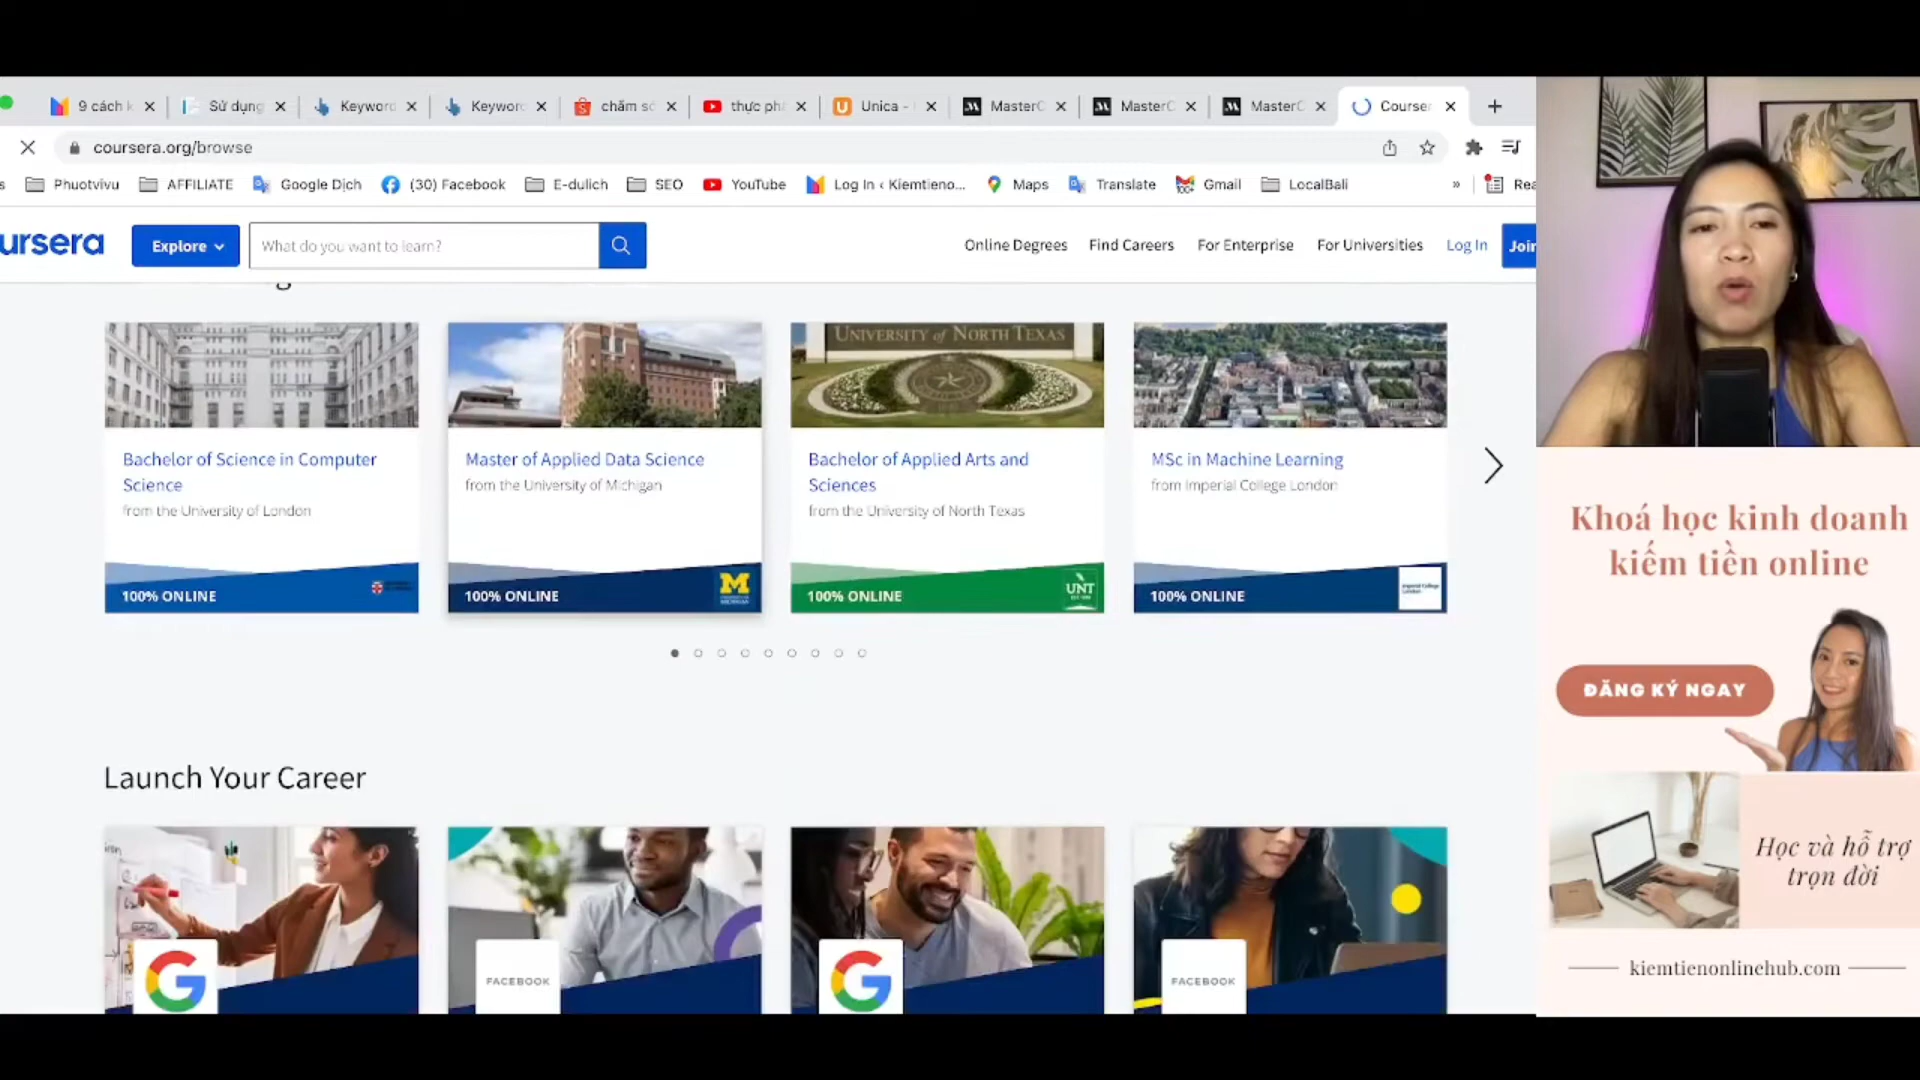 9 cách k
Sử dụng
Keyword
Keyword
chăm só
thực ph
Unica -
MasterC
MasterC
MasterC
Courser
coursera.org/browse
s
Phuotvivu
AFFILIATE
Google Dịch
(30) Facebook
E-dulich
SEO
YouTube
Log In ‹ Kiemtieno...
Maps
Translate
Gmail
LocalBali
»
Rea
ursera
Explore
What do you want to learn?
Online Degrees
Find Careers
For Enterprise
For Universities
Log In
Join
UNIVERSITY of NORTH TEXAS
Bachelor of Science in Computer
Science
from the University of London
100% ONLINE
Master of Applied Data Science
from the University of Michigan
100% ONLINE
Bachelor of Applied Arts and
Sciences
from the University of North Texas
100% ONLINE
UNT
MSc in Machine Learning
from Imperial College London
100% ONLINE
Imperial College
London
Launch Your Career
FACEBOOK
FACEBOOK
Khoá học kinh doanh
kiếm tiền online
ĐĂNG KÝ NGAY
Học và hỗ trợ
trọn đời
kiemtienonlinehub.com